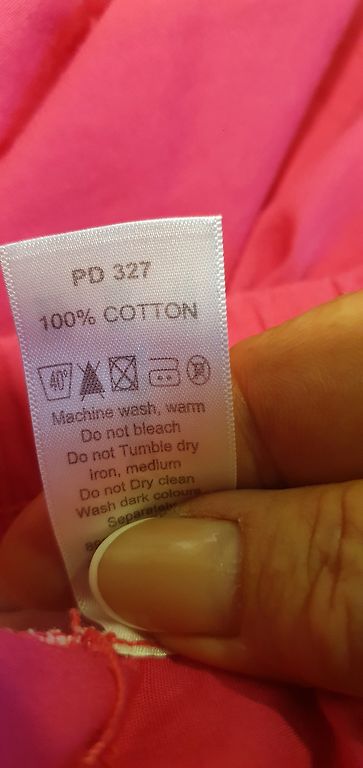 PD 327
100% COTTON
40°
Machine wash, warm
Do not bleach
Do not Tumble dry
iron, medium
Do not Dry clean
Wash dark colours
Separately